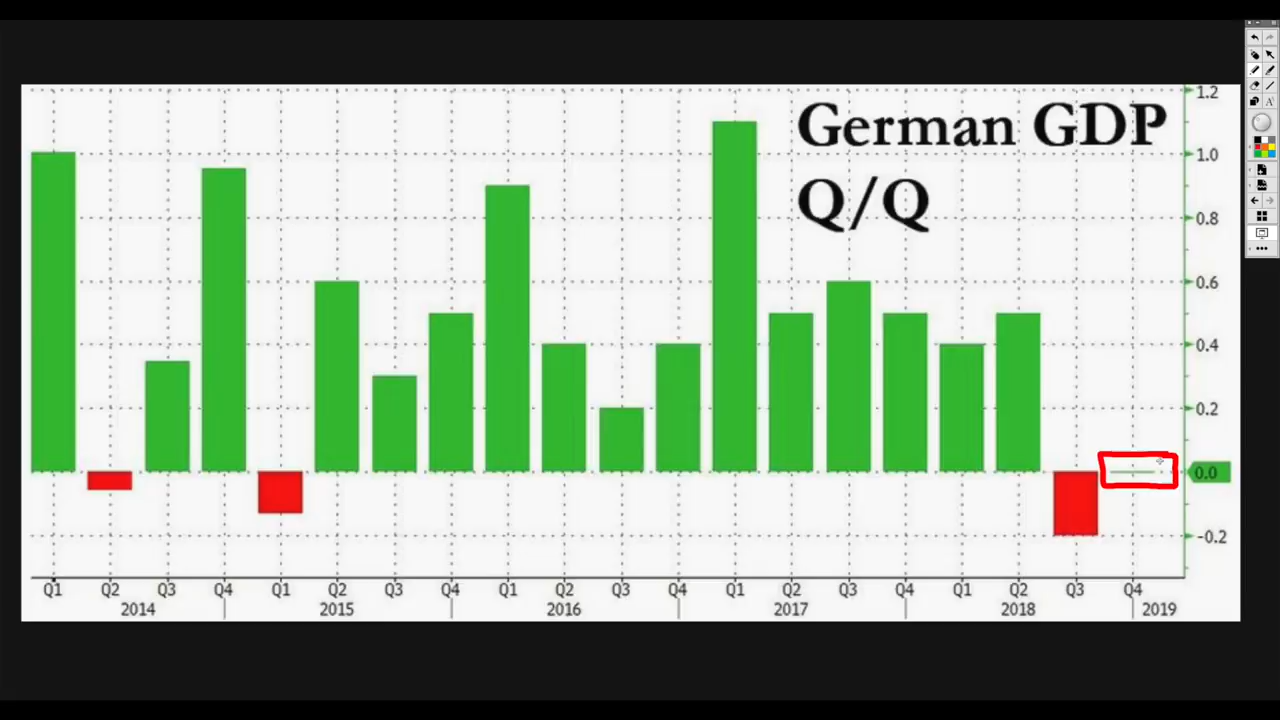 German GDP
Q/Q
1.2
1.0
0.8
0.6
0.4
0.2
0.0
-0.2
Q1 Q2 Q3 Q4 Q1 Q2 Q3 Q4 Q1 Q2 Q3 Q4 Q1 Q2 Q3 Q4 Q1 Q2 Q3 Q4
2014 2015 2016 2017 2018 2019
A